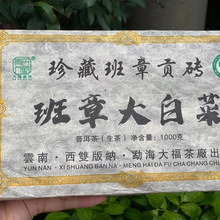 珍藏班章贡砖
班章大白菜
普洱茶（生茶）净含量：1000克
雲南·西雙版納·勐海大福茶廠出
YUN NAN · XI SHUANG BAN NA · MENG HAI DA FU CHA CHANG CHU